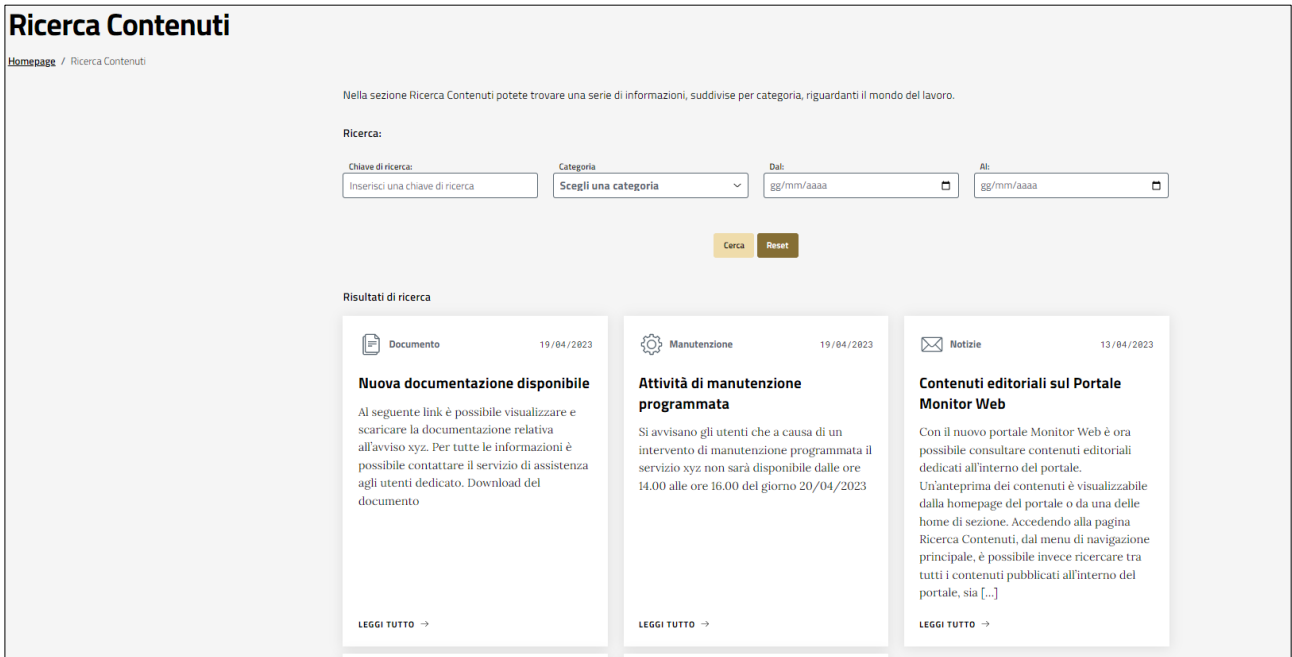 Ricerca Contenuti
Homepage / Ricerca Contenuti
Nella sezione Ricerca Contenuti potete trovare una serie di informazioni, suddivise per categoria, riguardanti il mondo del lavoro.
Ricerca:
Chiave di ricerca:
Inserisci una chiave di ricerca
Categoria
Scegli una categoria
Dal:
gg/mm/aaaa
Al:
gg/mm/aaaa
Cerca
Reset
Risultati di ricerca
Documento 19/04/2023
Nuova documentazione disponibile
Al seguente link è possibile visualizzare e
scaricare la documentazione relativa
all'avviso xyz. Per tutte le informazioni è
possibile contattare il servizio di assistenza
agli utenti dedicato. Download del
documento
LEGGI TUTTO →
Manutenzione 19/04/2023
Attività di manutenzione
programmata
Si avvisano gli utenti che a causa di un
intervento di manutenzione programmata il
servizio xyz non sarà disponibile dalle ore
14.00 alle ore 16.00 del giorno 20/04/2023
LEGGI TUTTO →
Notizie 13/04/2023
Contenuti editoriali sul Portale
Monitor Web
Con il nuovo portale Monitor Web è ora
possibile consultare contenuti editoriali
dedicati all'interno del portale.
Un'anteprima dei contenuti è visualizzabile
dalla homepage del portale o da una delle
home di sezione. Accedendo alla pagina
Ricerca Contenuti, dal menu di navigazione
principale, è possibile invece ricercare tra
tutti i contenuti pubblicati all'interno del
portale, sia [...]
LEGGI TUTTO →